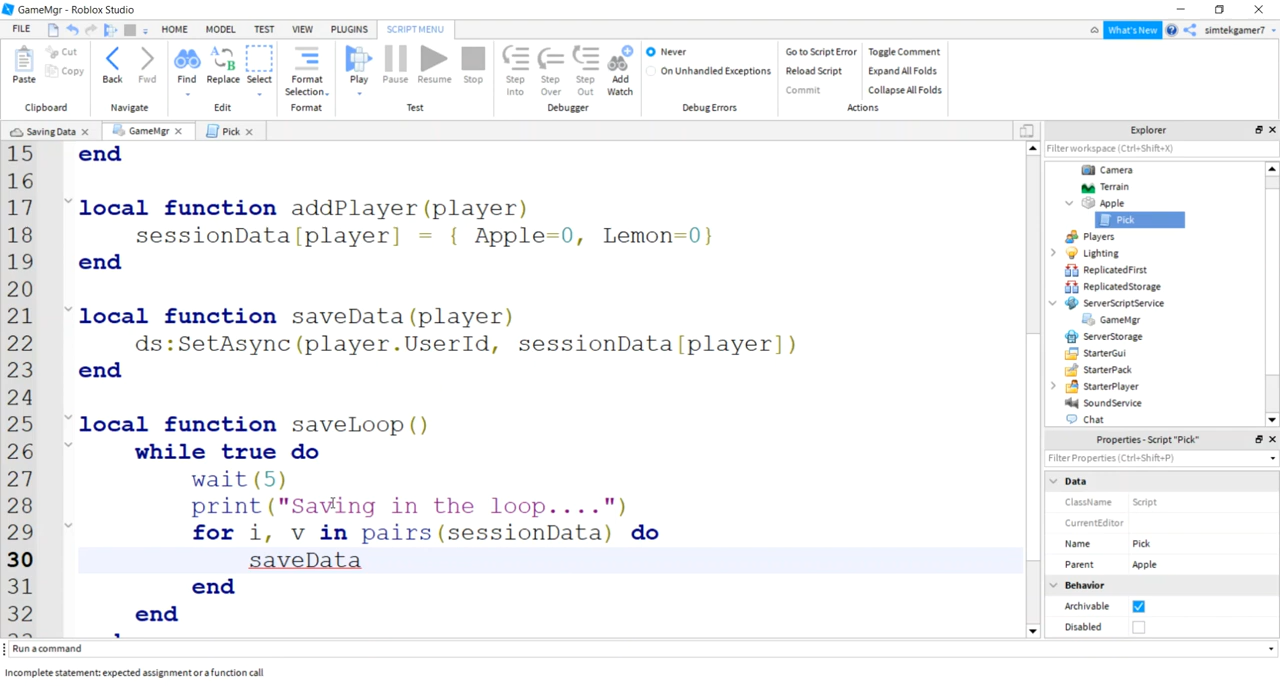 GameMgr - Roblox Studio
FILE HOME MODEL TEST VIEW PLUGINS SCRIPT MENU What's New simtekgamer7
Paste Cut Copy Clipboard
Back Fwd Navigate
Find Replace Select Edit
Format Selection Format
Play Pause Resume Stop Test
Step Into Step Over Step Out Add Watch Debugger
Never On Unhandled Exceptions Debug Errors
Go to Script Error Toggle Comment
Reload Script Expand All Folds
Commit Collapse All Folds
Actions
Saving Data GameMgr Pick
15 end
16
17 local function addPlayer(player)
18 sessionData[player] = { Apple=0, Lemon=0}
19 end
20
21 local function saveData(player)
22 ds:SetAsync(player.UserId, sessionData[player])
23 end
24
25 local function saveLoop()
26 while true do
27 wait(5)
28 print("Saving in the loop....")
29 for i, v in pairs(sessionData) do
30 saveData
31 end
32 end
Explorer
Filter workspace (Ctrl+Shift+X)
Camera
Terrain
Apple
Pick
Players
Lighting
ReplicatedFirst
ReplicatedStorage
ServerScriptService
GameMgr
ServerStorage
StarterGui
StarterPack
StarterPlayer
SoundService
Chat
Properties - Script "Pick"
Filter Properties (Ctrl+Shift+P)
Data
ClassName Script
CurrentEditor
Name Pick
Parent Apple
Behavior
Archivable
Disabled
Run a command
Incomplete statement: expected assignment or a function call